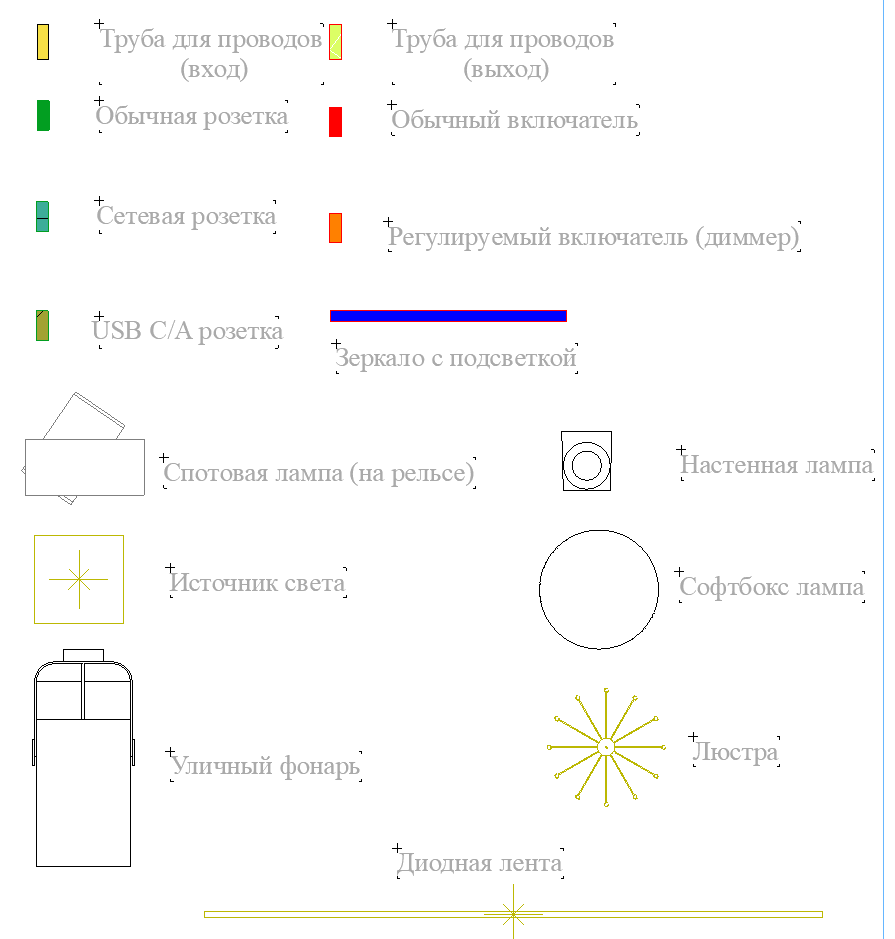 Труба для проводов
(вход)
Труба для проводов
(выход)
Обычная розетка
Обычный включатель
Сетевая розетка
Регулируемый включатель (диммер)
USB C/A розетка
Зеркало с подсветкой
Спотовая лампа (на рельсе)
Настенная лампа
Источник света
Софтбокс лампа
Уличный фонарь
Люстра
Диодная лента